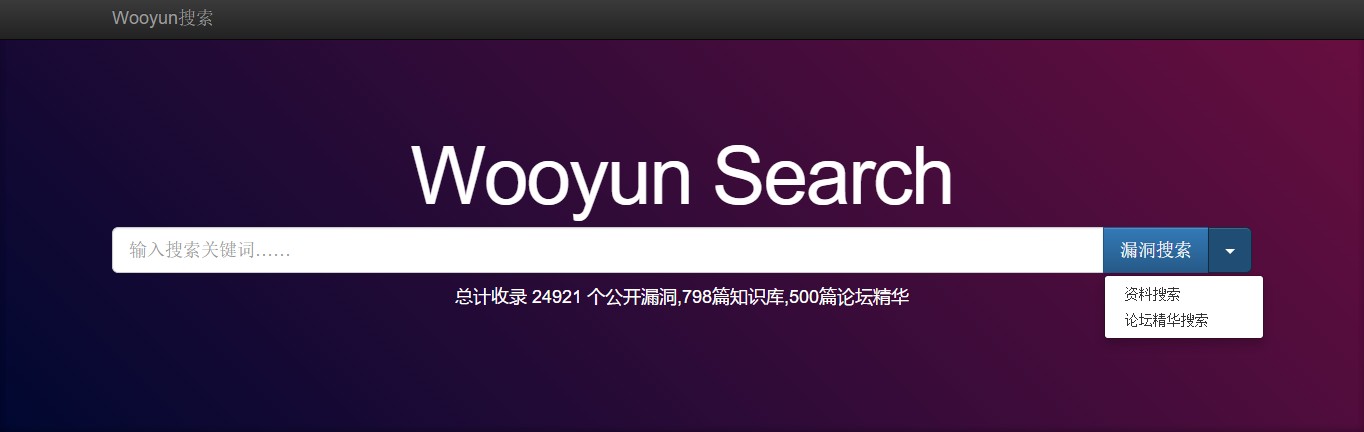 Wooyun搜索
Wooyun Search
输入搜索关键词……
漏洞搜索
总计收录 24921 个公开漏洞,798篇知识库,500篇论坛精华
资料搜索
论坛精华搜索